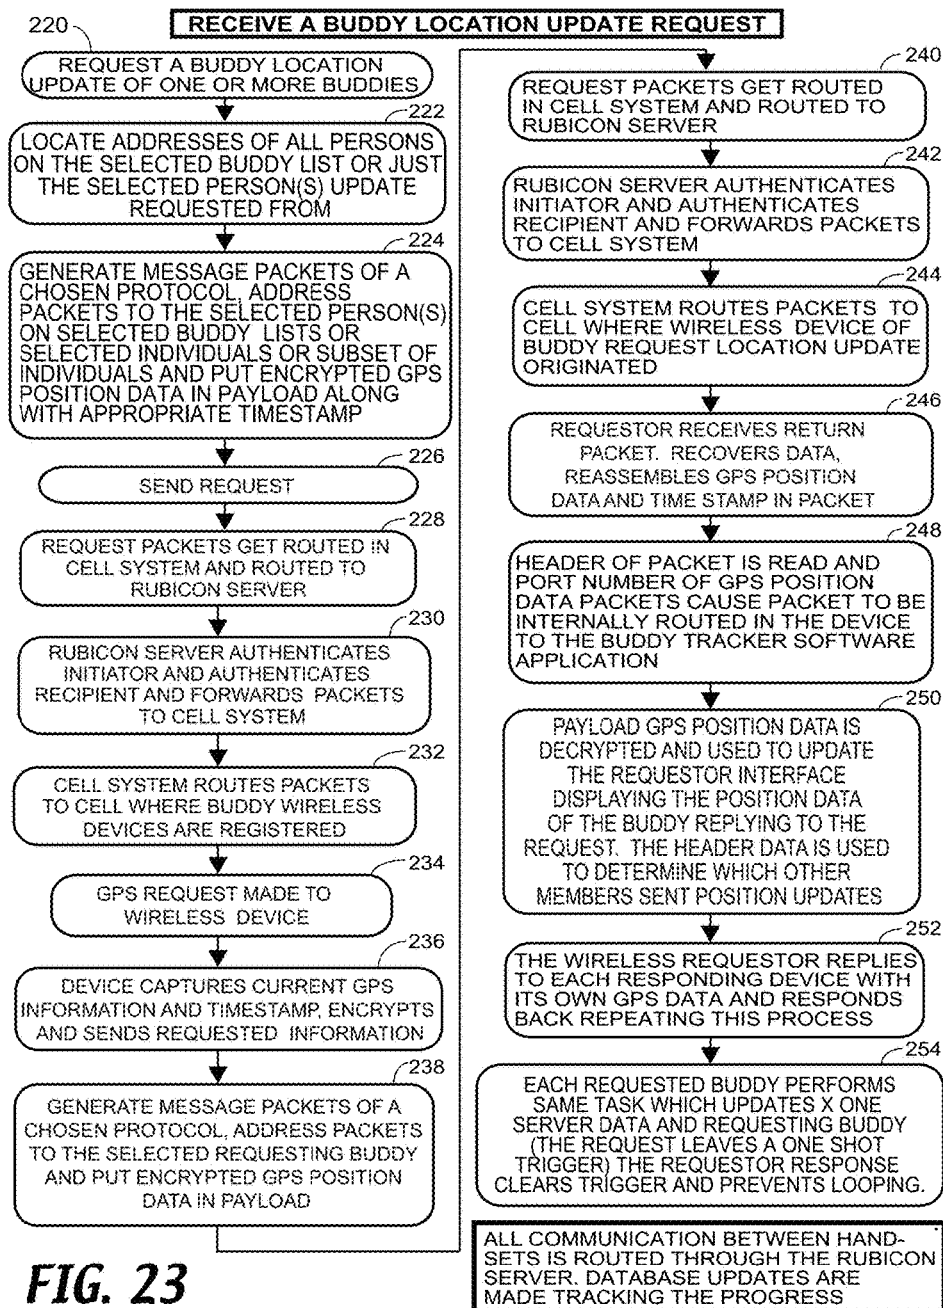 RECEIVE A BUDDY LOCATION UPDATE REQUEST
220
REQUEST A BUDDY LOCATION
UPDATE OF ONE OR MORE BUDDIES
222
LOCATE ADDRESSES OF ALL PERSONS
ON THE SELECTED BUDDY LIST OR JUST
THE SELECTED PERSON(S) UPDATE
REQUESTED FROM
224
GENERATE MESSAGE PACKETS OF A
CHOSEN PROTOCOL, ADDRESS
PACKETS TO THE SELECTED PERSON(S)
ON SELECTED BUDDY LISTS OR
SELECTED INDIVIDUALS OR SUBSET OF
INDIVIDUALS AND PUT ENCRYPTED GPS
POSITION DATA IN PAYLOAD ALONG
WITH APPROPRIATE TIMESTAMP
226
SEND REQUEST
228
REQUEST PACKETS GET ROUTED IN
CELL SYSTEM AND ROUTED TO
RUBICON SERVER
230
RUBICON SERVER AUTHENTICATES
INITIATOR AND AUTHENTICATES
RECIPIENT AND FORWARDS PACKETS
TO CELL SYSTEM
232
CELL SYSTEM ROUTES PACKETS
TO CELL WHERE BUDDY WIRELESS
DEVICES ARE REGISTERED
234
GPS REQUEST MADE TO
WIRELESS DEVICE
236
DEVICE CAPTURES CURRENT GPS
INFORMATION AND TIMESTAMP, ENCRYPTS
AND SENDS REQUESTED INFORMATION
238
GENERATE MESSAGE PACKETS OF A
CHOSEN PROTOCOL, ADDRESS PACKETS
TO THE SELECTED REQUESTING BUDDY
AND PUT ENCRYPTED GPS POSITION
DATA IN PAYLOAD
240
REQUEST PACKETS GET ROUTED
IN CELL SYSTEM AND ROUTED TO
RUBICON SERVER
242
RUBICON SERVER AUTHENTICATES
INITIATOR AND AUTHENTICATES
RECIPIENT AND FORWARDS PACKETS
TO CELL SYSTEM
244
CELL SYSTEM ROUTES PACKETS TO
CELL WHERE WIRELESS DEVICE OF
BUDDY REQUEST LOCATION UPDATE
ORIGINATED
246
REQUESTOR RECEIVES RETURN
PACKET. RECOVERS DATA,
REASSEMBLES GPS POSITION
DATA AND TIME STAMP IN PACKET
248
HEADER OF PACKET IS READ AND
PORT NUMBER OF GPS POSITION
DATA PACKETS CAUSE PACKET TO BE
INTERNALLY ROUTED IN THE DEVICE
TO THE BUDDY TRACKER SOFTWARE
APPLICATION
250
PAYLOAD GPS POSITION DATA IS
DECRYPTED AND USED TO UPDATE
THE REQUESTOR INTERFACE
DISPLAYING THE POSITION DATA
OF THE BUDDY REPLYING TO THE
REQUEST. THE HEADER DATA IS USED
TO DETERMINE WHICH OTHER
MEMBERS SENT POSITION UPDATES
252
THE WIRELESS REQUESTOR REPLIES
TO EACH RESPONDING DEVICE WITH
ITS OWN GPS DATA AND RESPONDS
BACK REPEATING THIS PROCESS
254
EACH REQUESTED BUDDY PERFORMS
SAME TASK WHICH UPDATES X ONE
SERVER DATA AND REQUESTING BUDDY
(THE REQUEST LEAVES A ONE SHOT
TRIGGER) THE REQUESTOR RESPONSE
CLEARS TRIGGER AND PREVENTS LOOPING.
ALL COMMUNICATION BETWEEN HAND-
SETS IS ROUTED THROUGH THE RUBICON
SERVER. DATABASE UPDATES ARE
MADE TRACKING THE PROGRESS
FIG. 23